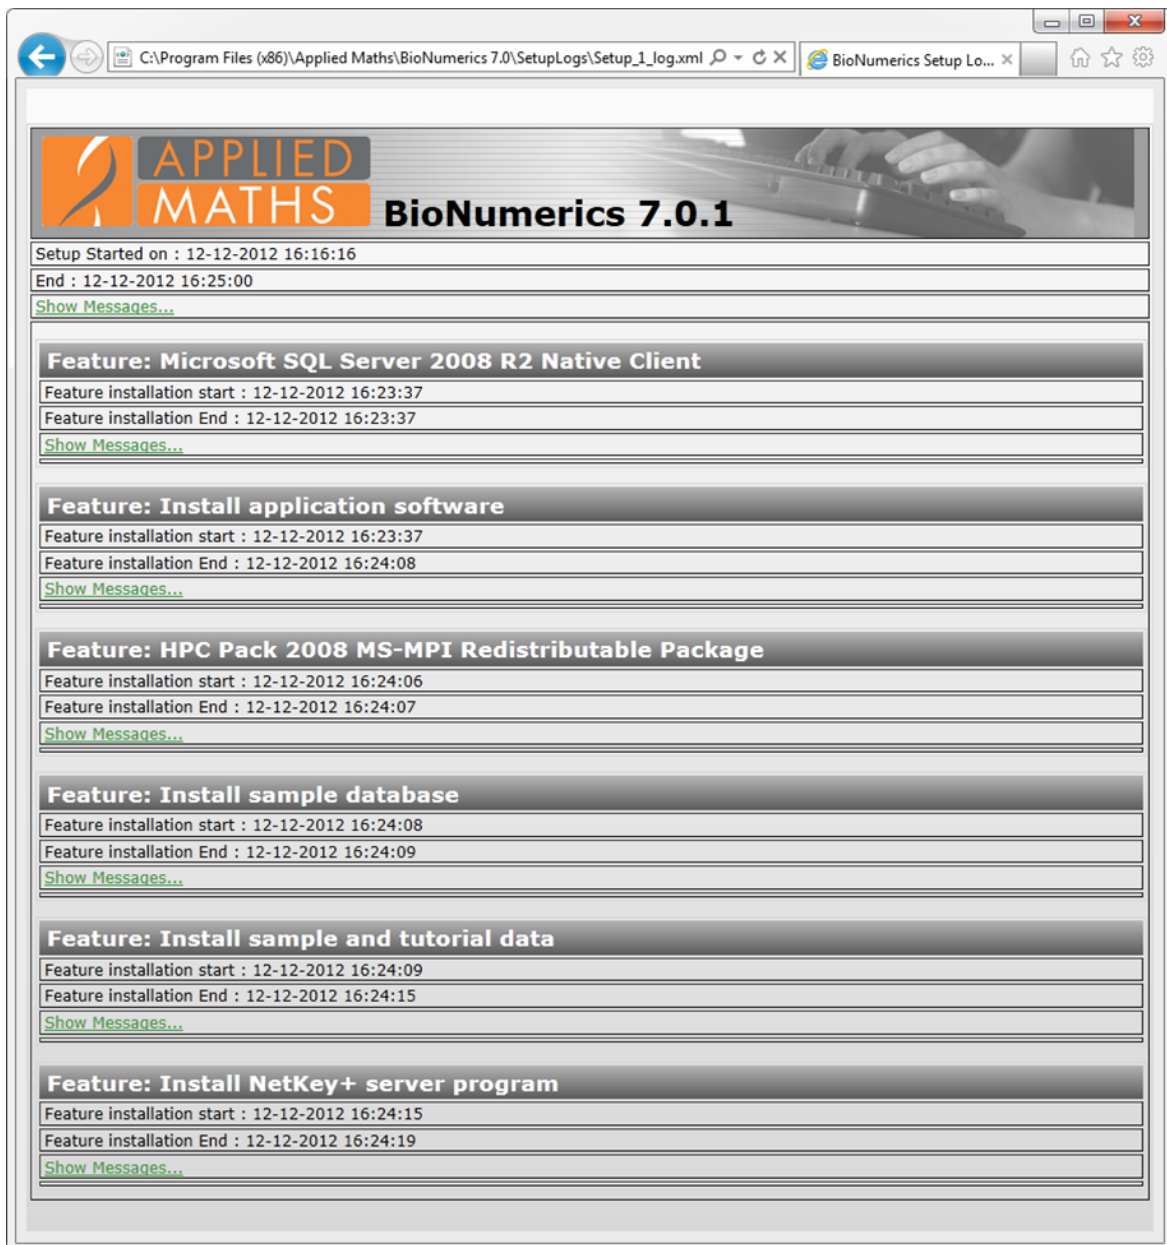 C:\Program Files (x86)\Applied Maths\BioNumerics 7.0\SetupLogs\Setup_1_log.xml
BioNumerics Setup Lo...
APPLIED
MATHS
BioNumerics 7.0.1
Setup Started on : 12-12-2012 16:16:16
End : 12-12-2012 16:25:00
Show Messages...
Feature: Microsoft SQL Server 2008 R2 Native Client
Feature installation start : 12-12-2012 16:23:37
Feature installation End : 12-12-2012 16:23:37
Show Messages...
Feature: Install application software
Feature installation start : 12-12-2012 16:23:37
Feature installation End : 12-12-2012 16:24:08
Show Messages...
Feature: HPC Pack 2008 MS-MPI Redistributable Package
Feature installation start : 12-12-2012 16:24:06
Feature installation End : 12-12-2012 16:24:07
Show Messages...
Feature: Install sample database
Feature installation start : 12-12-2012 16:24:08
Feature installation End : 12-12-2012 16:24:09
Show Messages...
Feature: Install sample and tutorial data
Feature installation start : 12-12-2012 16:24:09
Feature installation End : 12-12-2012 16:24:15
Show Messages...
Feature: Install NetKey+ server program
Feature installation start : 12-12-2012 16:24:15
Feature installation End : 12-12-2012 16:24:19
Show Messages...